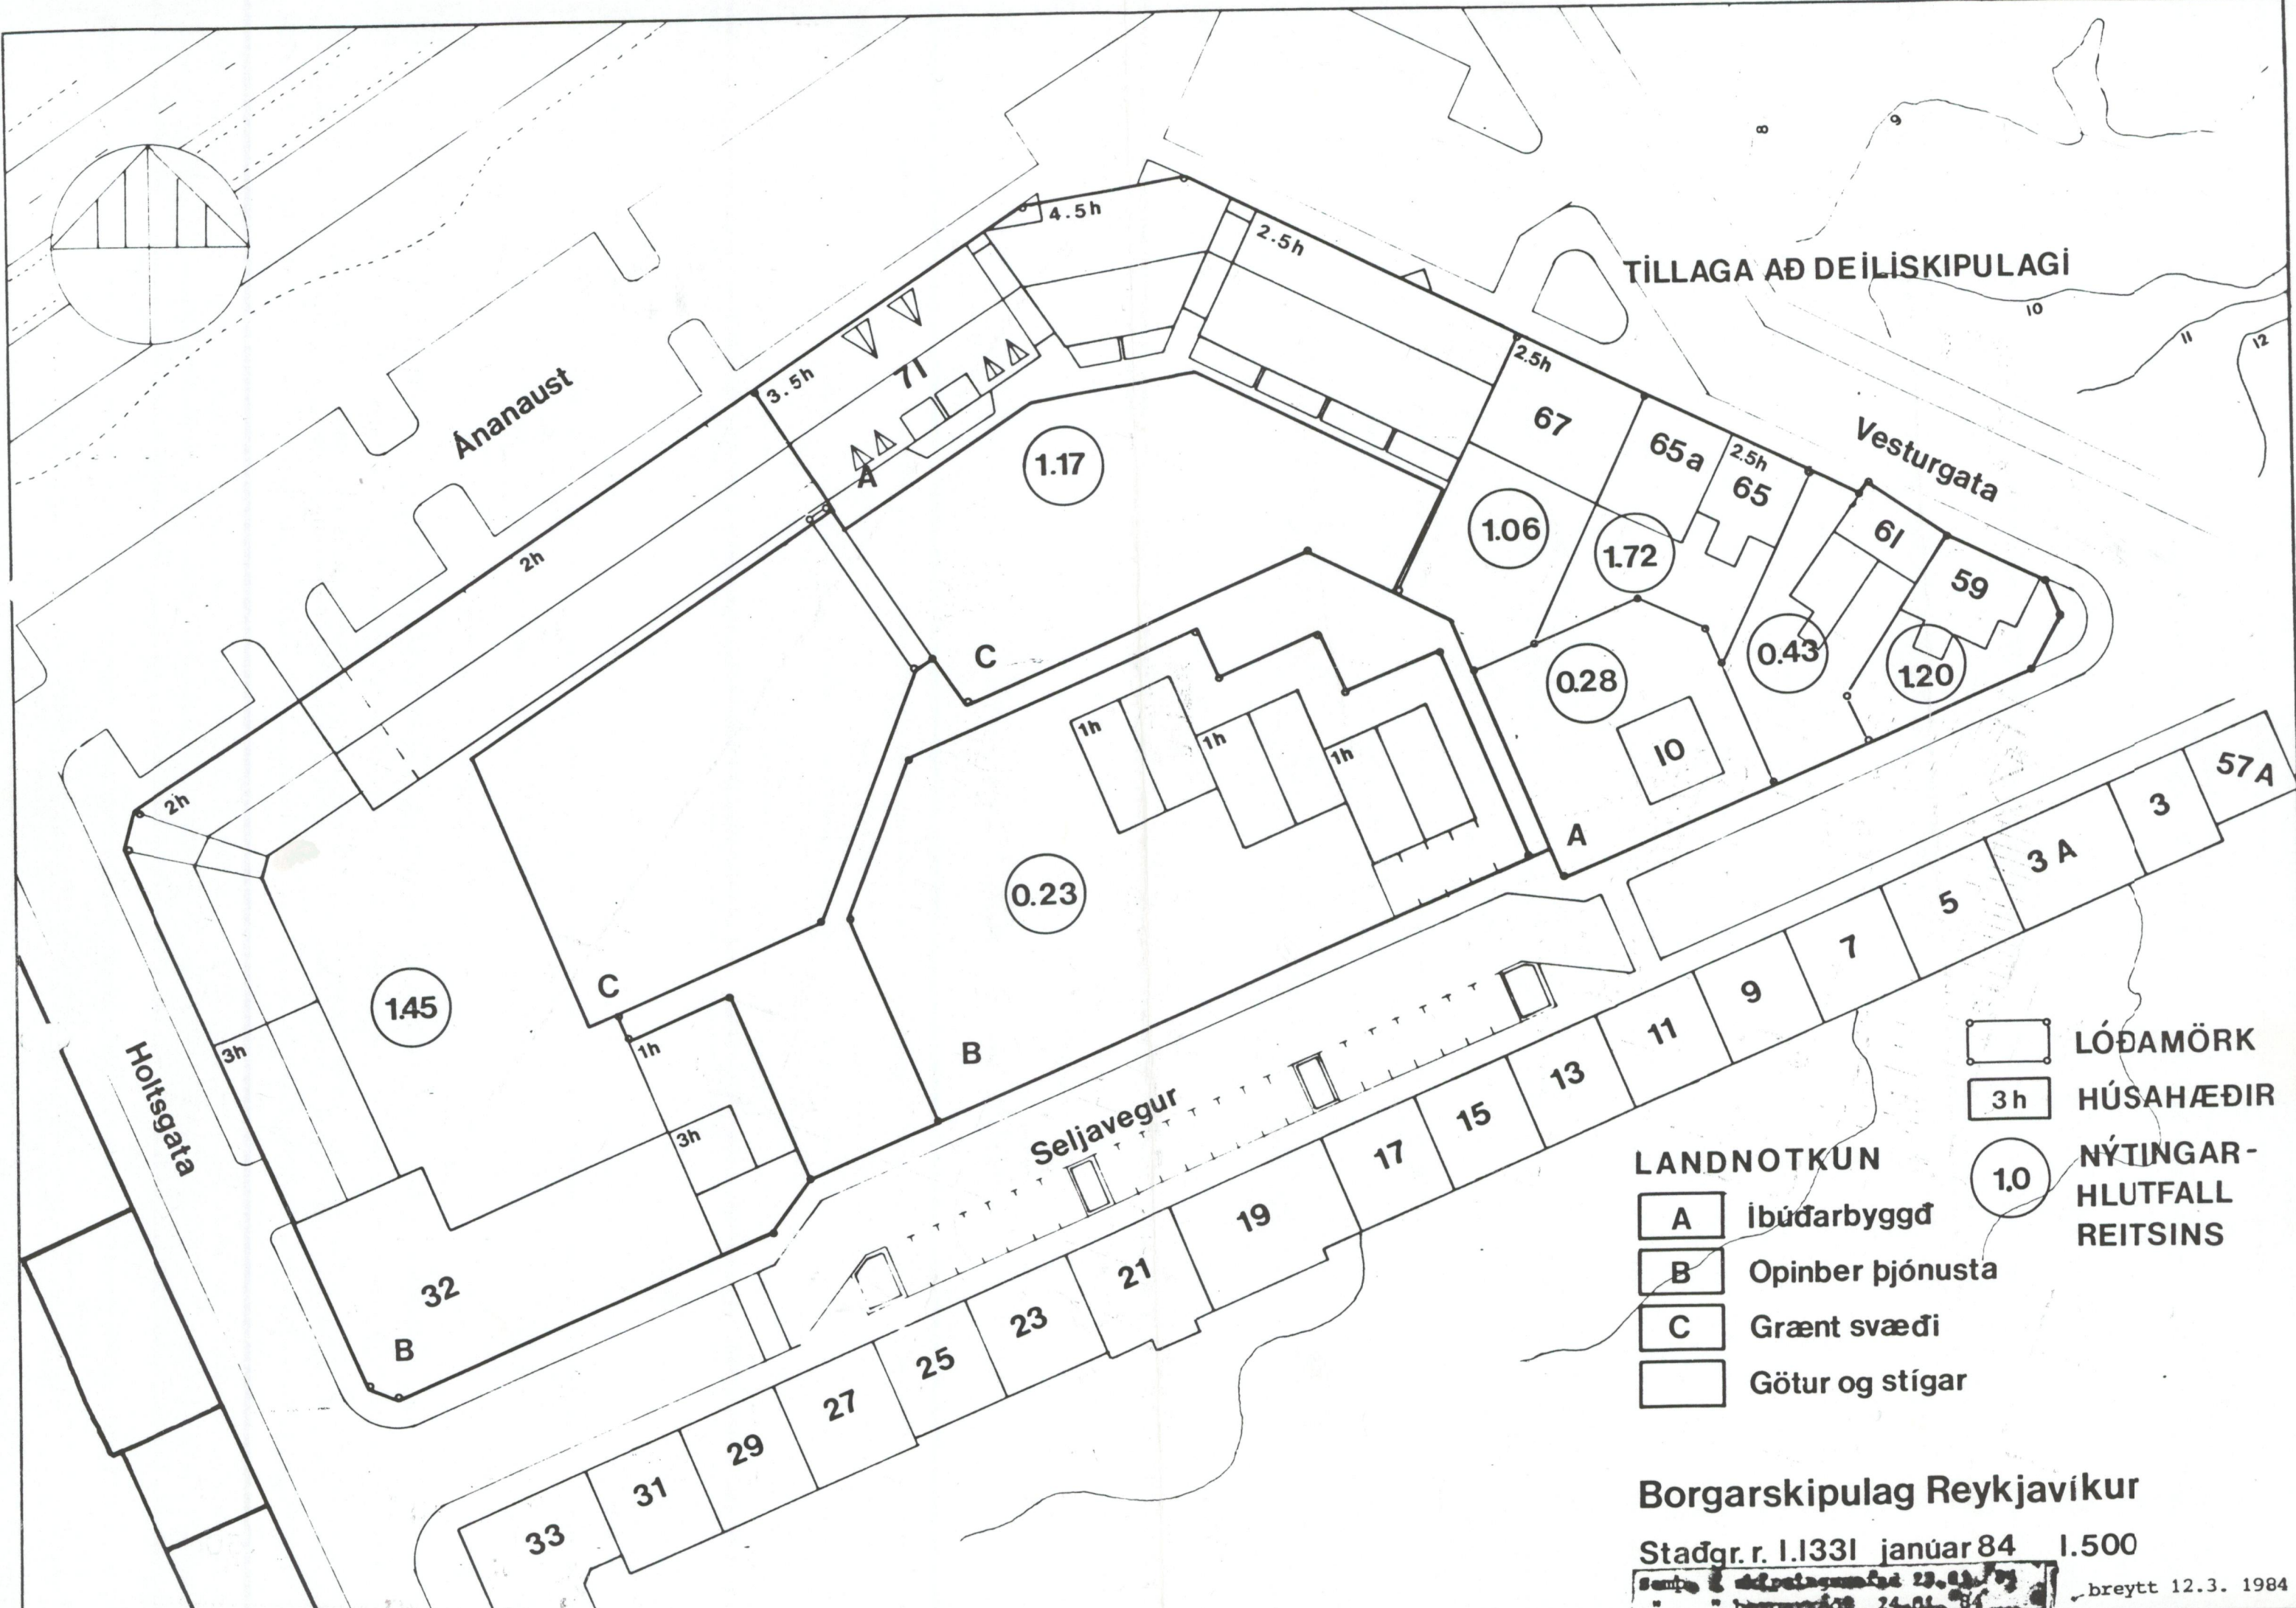 TILLAGA AÐ DEILISKIPULAGI
8
9
10
11
12
4.5h
2.5h
3.5h
71
2.5h
67
65a
2.5h
65
Vesturgata
Ánanaust
A
1.17
1.06
1.72
61
59
2h
0.43
1.20
C
0.28
10
1h
1h
1h
2h
A
57A
3
3 A
5
7
9
11
13
15
17
19
21
23
25
27
29
31
33
0.23
C
1.45
3h
1h
B
Holtsgata
3h
Seljavegur
32
B
LÓÐAMÖRK
3h HÚSAHÆÐIR
1.0 NÝTINGAR-
HLUTFALL
REITSINS
LANDNOTKUN
A Íbúðarbyggð
B Opinber þjónusta
C Grænt svæði
Götur og stígar
Borgarskipulag Reykjavíkur
Staðgr. r. 1.1331 janúar 84 1:500
breytt 12.3. 1984